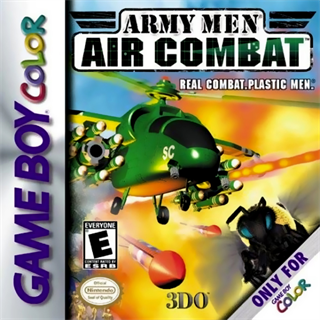 ARMY MEN
AIR COMBAT™
REAL COMBAT. PLASTIC MEN.
GAME BOY COLOR
SC
EVERYONE
E
CONTENT RATED BY
ESRB
Official
Nintendo
Seal of Quality
3DO
ONLY FOR
GAME BOY
COLOR